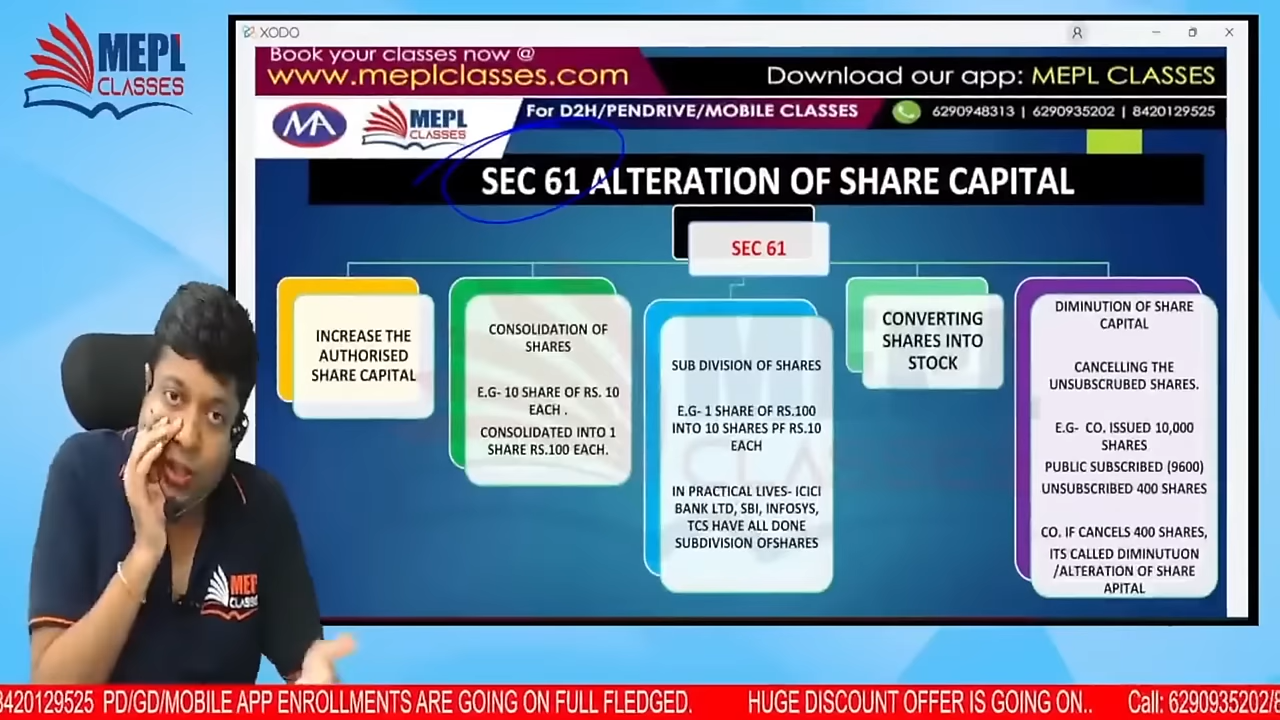 MEPL
CLASSES
XODO
Book your classes now @
www.meplclasses.com
Download our app: MEPL CLASSES
MA
MEPL
CLASSES
For D2H/PENDRIVE/MOBILE CLASSES
6290948313 | 6290935202 | 8420129525
SEC 61 ALTERATION OF SHARE CAPITAL
SEC 61
INCREASE THE
AUTHORISED
SHARE CAPITAL
CONSOLIDATION OF
SHARES
E.G- 10 SHARE OF RS. 10
EACH .
CONSOLIDATED INTO 1
SHARE RS.100 EACH.
SUB DIVISION OF SHARES
E.G- 1 SHARE OF RS.100
INTO 10 SHARES PF RS.10
EACH
IN PRACTICAL LIVES- ICICI
BANK LTD, SBI, INFOSYS,
TCS HAVE ALL DONE
SUBDIVISION OFSHARES
CONVERTING
SHARES INTO
STOCK
DIMINUTION OF SHARE
CAPITAL
CANCELLING THE
UNSUBSCRUBED SHARES.
E.G- CO. ISSUED 10,000
SHARES
PUBLIC SUBSCRIBED (9600)
UNSUBSCRIBED 400 SHARES
CO. IF CANCELS 400 SHARES,
ITS CALLED DIMINUTUON
/ALTERATION OF SHARE
APITAL
MEPL
CLASSES
8420129525 PD/GD/MOBILE APP ENROLLMENTS ARE GOING ON FULL FLEDGED. HUGE DISCOUNT OFFER IS GOING ON.. Call: 6290935202/8